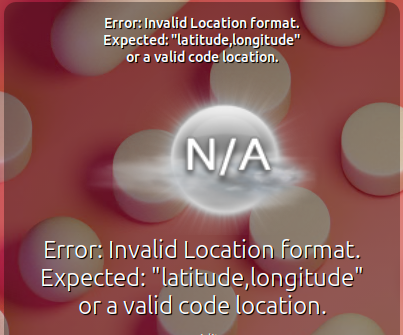 Error: Invalid Location format.
Expected: "latitude,longitude"
or a valid code location.
N/A
Error: Invalid Location format.
Expected: "latitude,longitude"
or a valid code location.